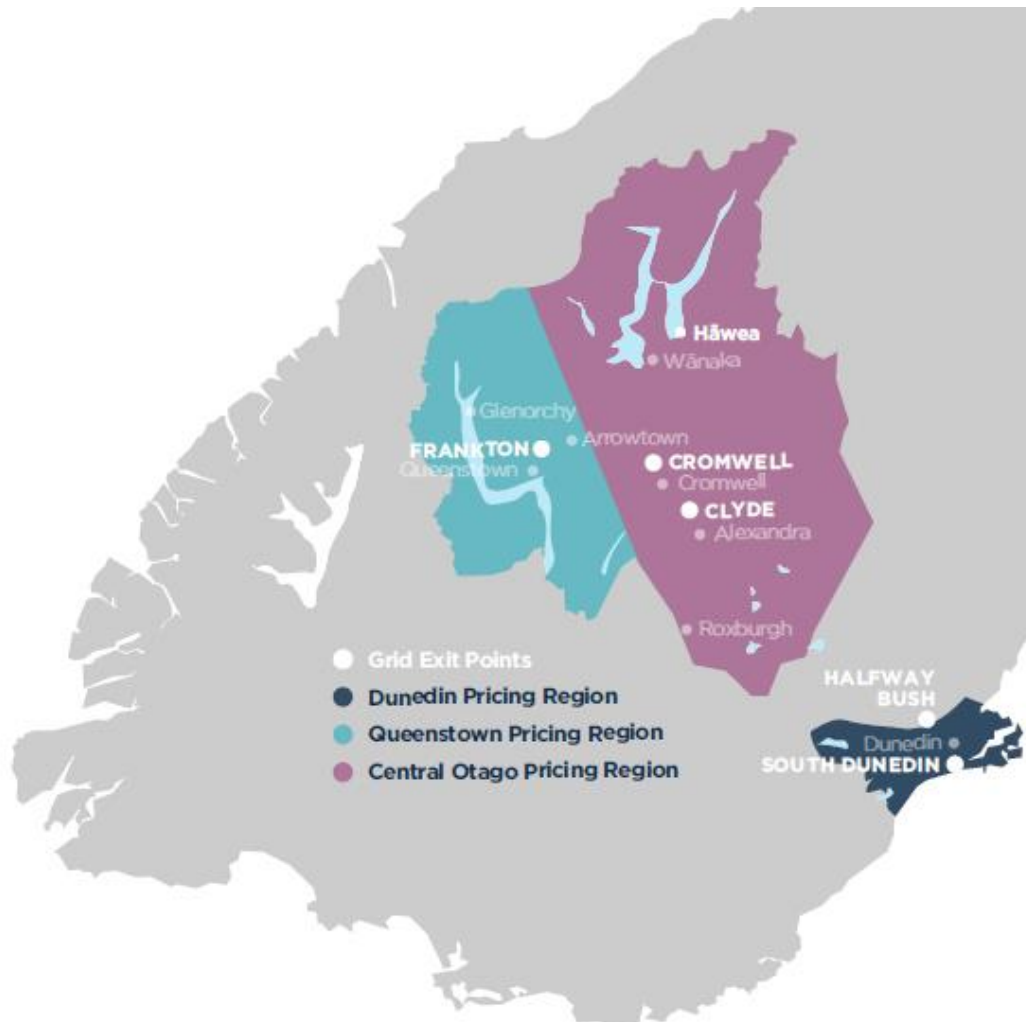 Hāwea
Wānaka
Glenorchy
Arrowtown
FRANKTON
Queenstown
CROMWELL
Cromwell
CLYDE
Alexandra
Roxburgh
Grid Exit Points
Dunedin Pricing Region
Queenstown Pricing Region
Central Otago Pricing Region
HALFWAY
BUSH
Dunedin
SOUTH DUNEDIN